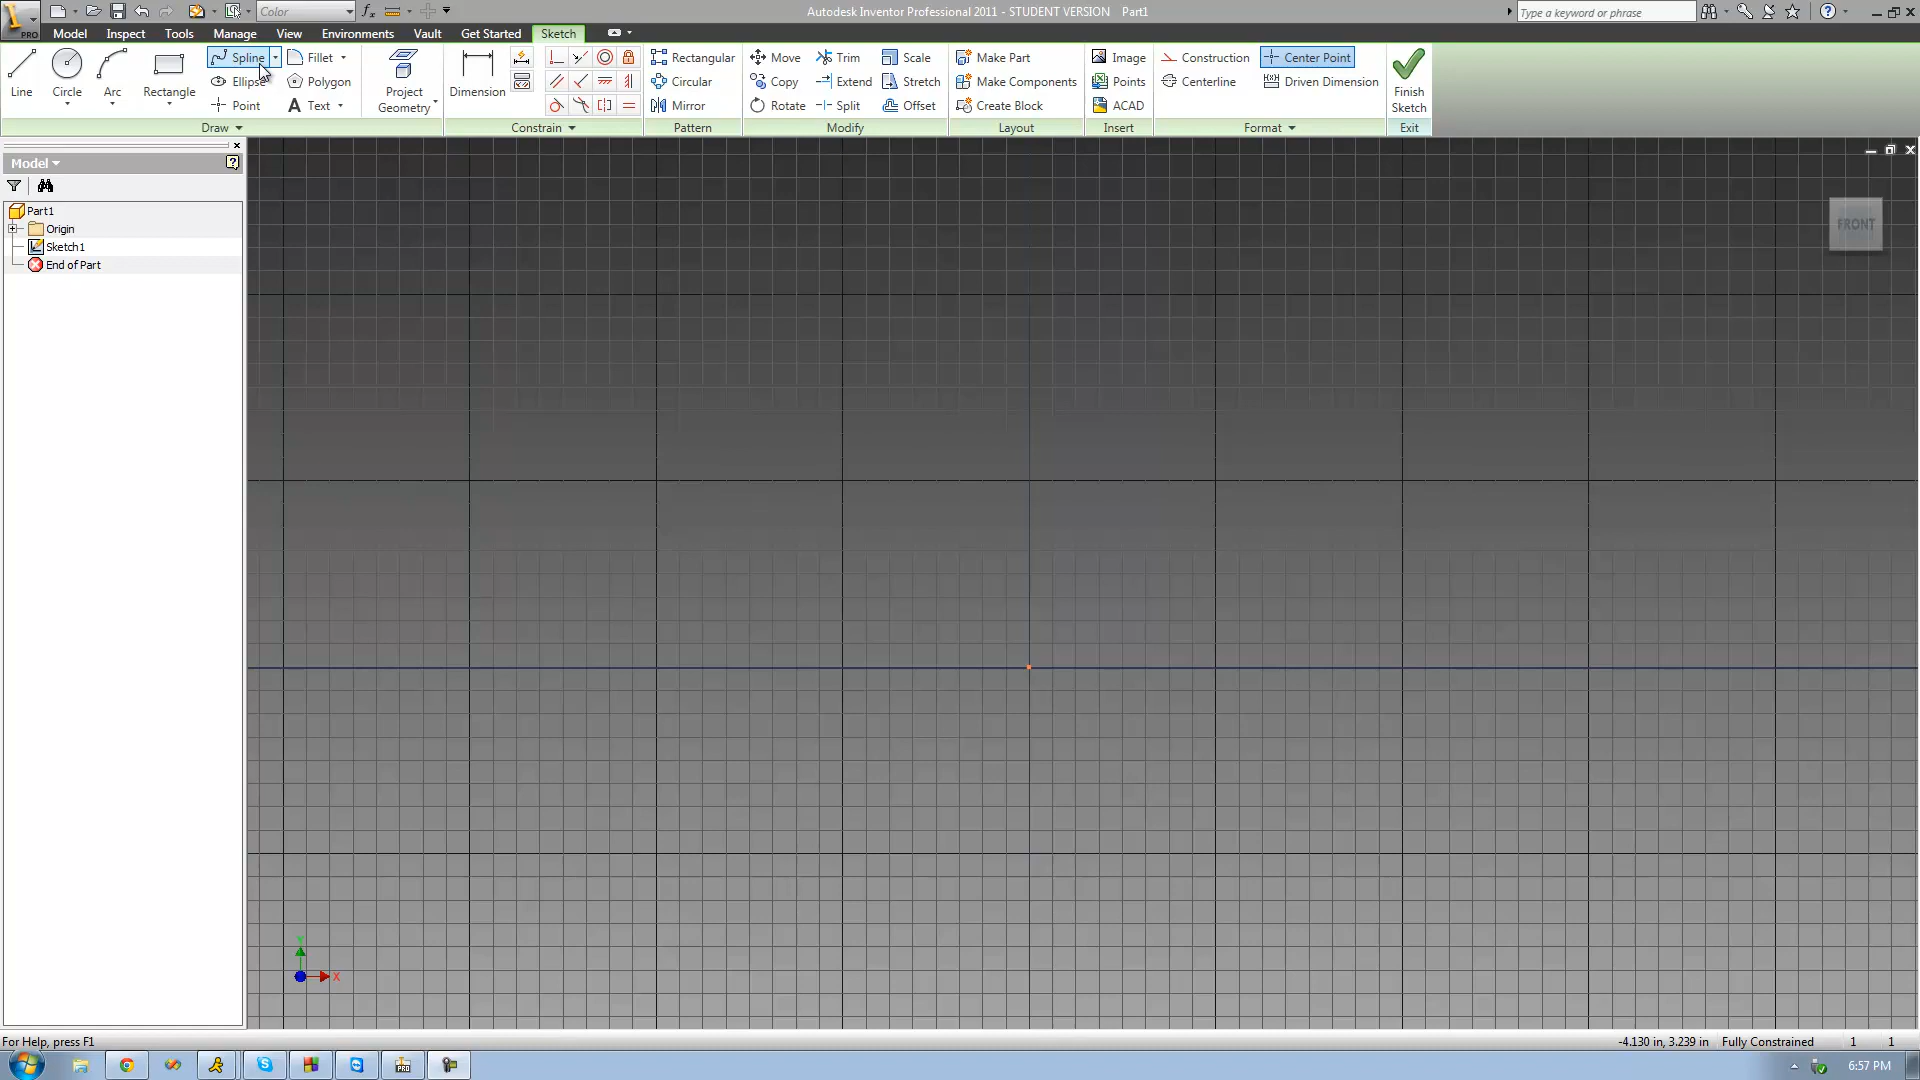 Color
Autodesk Inventor Professional 2011 - STUDENT VERSION Part1
Type a keyword or phrase
PRO Model Inspect Tools Manage View Environments Vault Get Started Sketch
Line Circle Arc Rectangle Spline Ellipse Point Fillet Polygon Text Project Geometry Dimension
Rectangular Circular Mirror
Move Copy Rotate Trim Extend Split Scale Stretch Offset
Make Part Make Components Create Block
Image Points ACAD
Construction Centerline Center Point Driven Dimension
Finish Sketch
Draw Constrain Pattern Modify Layout Insert Format Exit
Model
Part1
Origin
Sketch1
End of Part
FRONT
Y
X
For Help, press F1
-4.130 in, 3.239 in Fully Constrained 1 1
PRO
6:57 PM